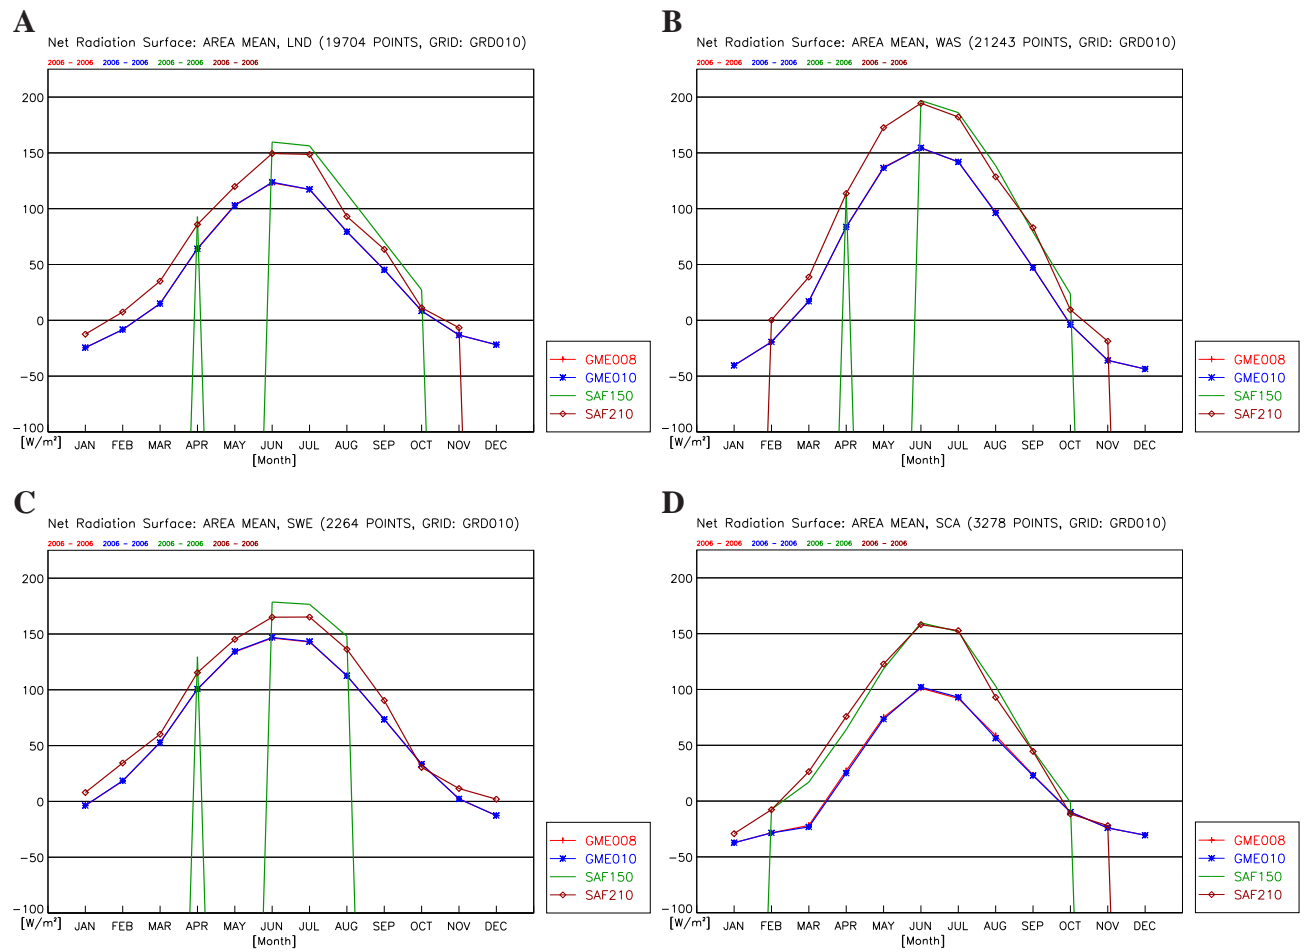 A
Net Radiation Surface: AREA MEAN, LND (19704 POINTS, GRID: GRD010)
2006 - 2006 2006 - 2006 2006 - 2006 2006 - 2006
200
150
100
50
0
-50
-100
[W/m²]
JAN FEB MAR APR MAY JUN JUL AUG SEP OCT NOV DEC
[Month]
GME008
GME010
SAF150
SAF210
B
Net Radiation Surface: AREA MEAN, WAS (21243 POINTS, GRID: GRD010)
2006 - 2006 2006 - 2006 2006 - 2006 2006 - 2006
200
150
100
50
0
-50
-100
[W/m²]
JAN FEB MAR APR MAY JUN JUL AUG SEP OCT NOV DEC
[Month]
GME008
GME010
SAF150
SAF210
C
Net Radiation Surface: AREA MEAN, SWE (2264 POINTS, GRID: GRD010)
2006 - 2006 2006 - 2006 2006 - 2006 2006 - 2006
200
150
100
50
0
-50
-100
[W/m²]
JAN FEB MAR APR MAY JUN JUL AUG SEP OCT NOV DEC
[Month]
GME008
GME010
SAF150
SAF210
D
Net Radiation Surface: AREA MEAN, SCA (3278 POINTS, GRID: GRD010)
2006 - 2006 2006 - 2006 2006 - 2006 2006 - 2006
200
150
100
50
0
-50
-100
[W/m²]
JAN FEB MAR APR MAY JUN JUL AUG SEP OCT NOV DEC
[Month]
GME008
GME010
SAF150
SAF210